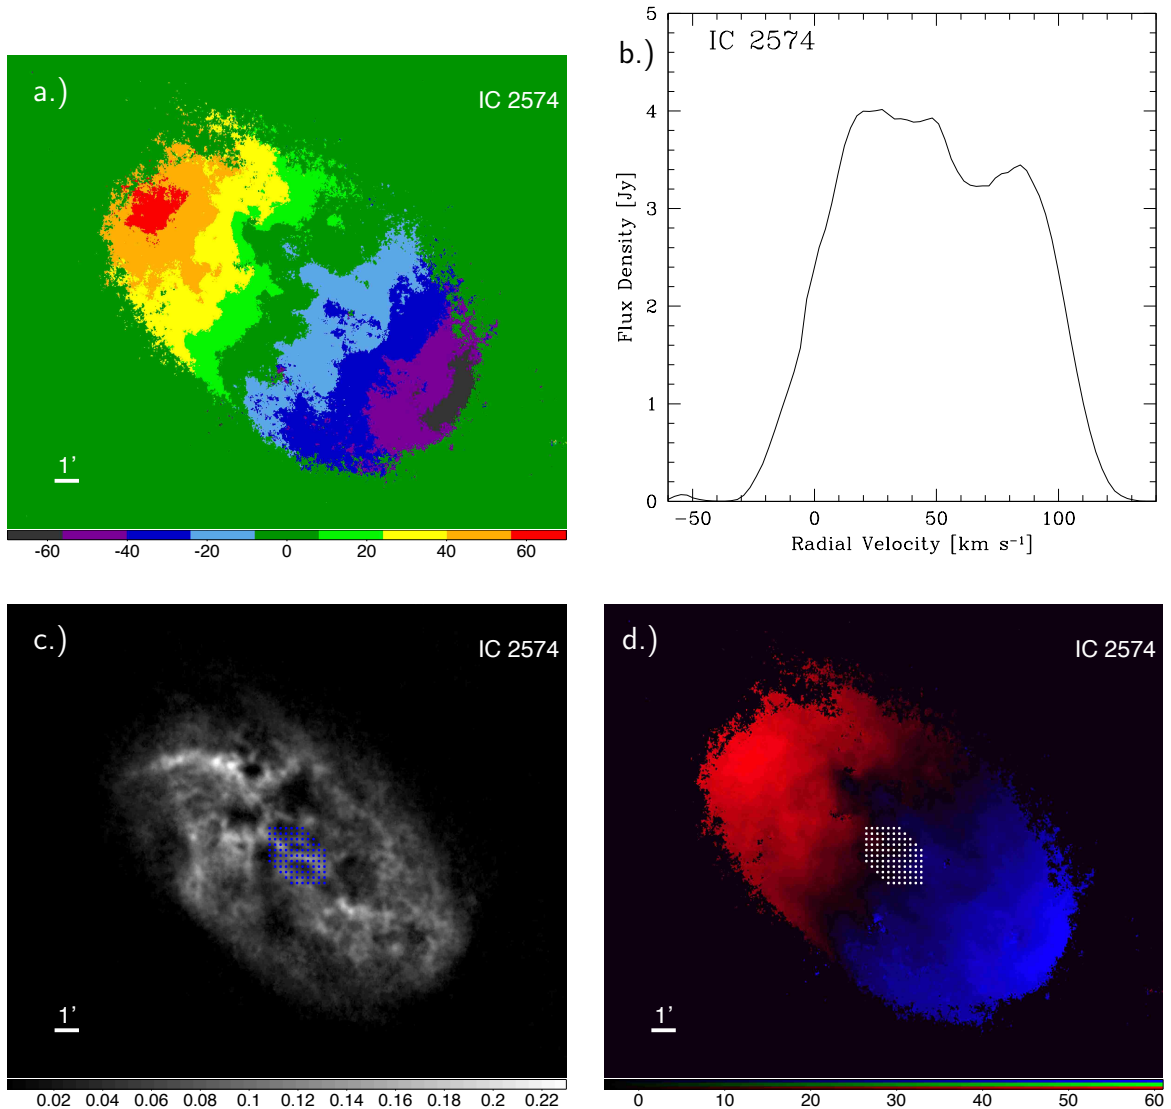 a.)
IC 2574
1'
-60 -40 -20 0 20 40 60
b.)
IC 2574
5
4
3
2
1
0
Flux Density [Jy]
−50 0 50 100
Radial Velocity [km s⁻¹]
c.)
IC 2574
1'
0.02 0.04 0.06 0.08 0.1 0.12 0.14 0.16 0.18 0.2 0.22
d.)
IC 2574
1'
0 10 20 30 40 50 60